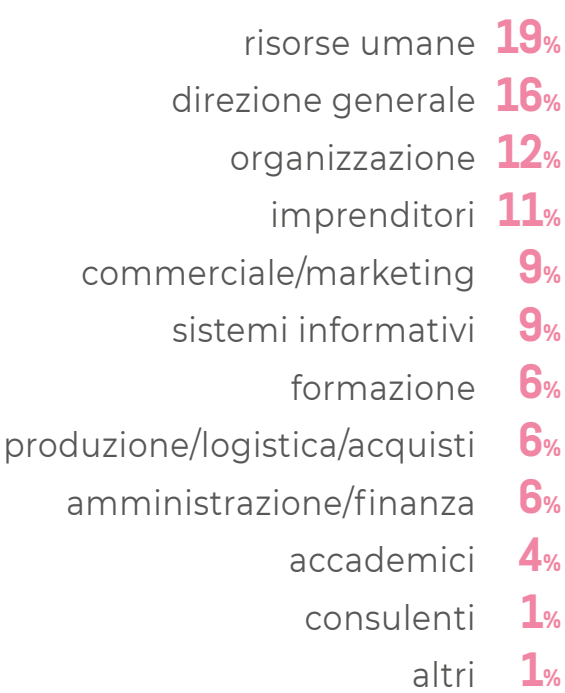 risorse umane 19%
direzione generale 16%
organizzazione 12%
imprenditori 11%
commerciale/marketing 9%
sistemi informativi 9%
formazione 6%
produzione/logistica/acquisti 6%
amministrazione/finanza 6%
accademici 4%
consulenti 1%
altri 1%